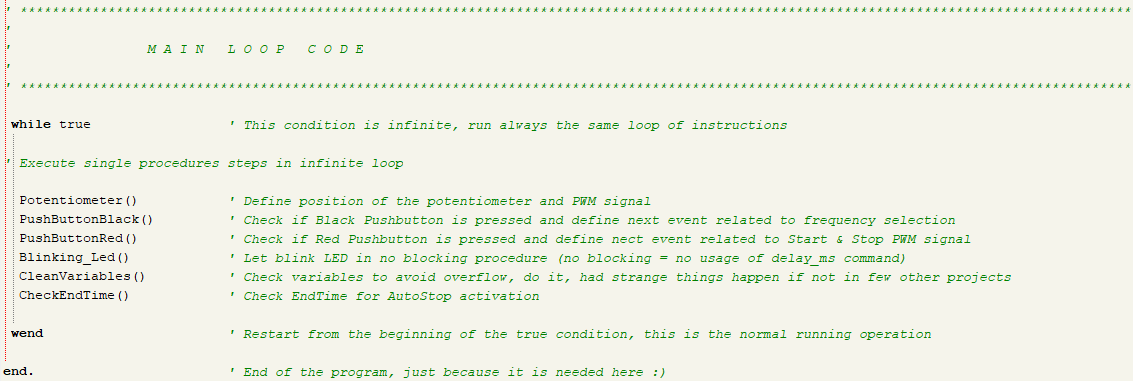 ' ********************************************************************************************************************************************
'
' M A I N   L O O P   C O D E
'
' ********************************************************************************************************************************************
while true ' This condition is infinite, run always the same loop of instructions
' Execute single procedures steps in infinite loop
Potentiometer() ' Define position of the potentiometer and PWM signal
PushButtonBlack() ' Check if Black Pushbutton is pressed and define next event related to frequency selection
PushButtonRed() ' Check if Red Pushbutton is pressed and define nect event related to Start & Stop PWM signal
Blinking_Led() ' Let blink LED in no blocking procedure (no blocking = no usage of delay_ms command)
CleanVariables() ' Check variables to avoid overflow, do it, had strange things happen if not in few other projects
CheckEndTime() ' Check EndTime for AutoStop activation
wend ' Restart from the beginning of the true condition, this is the normal running operation
end. ' End of the program, just because it is needed here :)